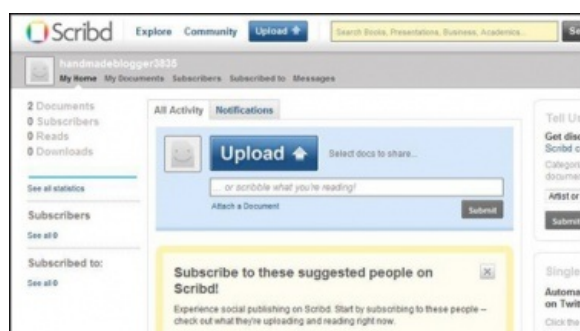 Scribd
Explore Community Upload
Search Books, Presentations, Business, Academics...
handmadeblogger3835
My Home My Documents Subscribers Subscribed to Messages
2 Documents
0 Subscribers
0 Reads
0 Downloads
See all statistics
Subscribers
See all 0
Subscribed to:
See all 0
All Activity Notifications
Upload
Select docs to share...
... or scribble what you're reading!
Attach a Document
Submit
Subscribe to these suggested people on
Scribd!
Experience social publishing on Scribd. Start by subscribing to these people –
check out what they're uploading and reading right now.
Tell U
Get disc
Scribd c
Categori
documen
Artist or
Submit
Single
Automa
on Twit
Click the